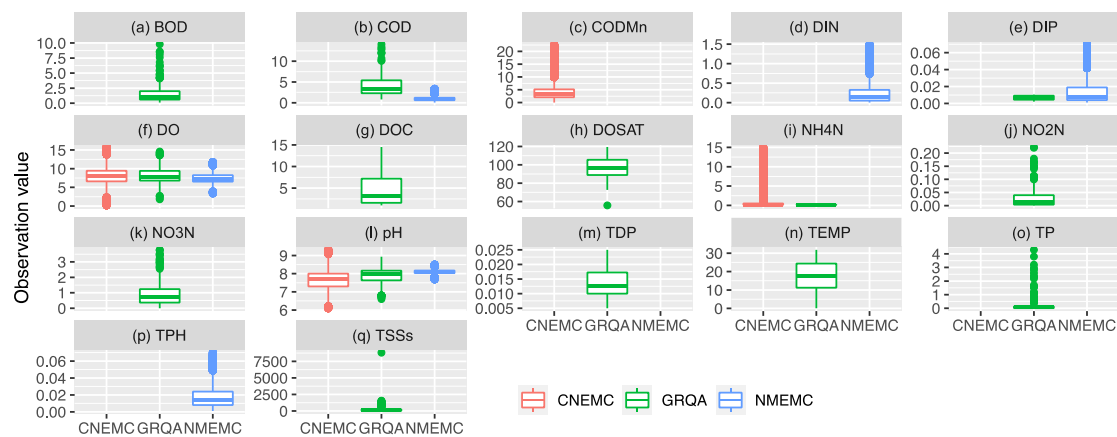 (a) BOD
(b) COD
(c) CODMn
(d) DIN
(e) DIP
10.0
7.5
5.0
2.5
0.0
10
5
0
20
15
10
5
0
1.5
1.0
0.5
0.0
0.06
0.04
0.02
0.00
(f) DO
(g) DOC
(h) DOSAT
(i) NH4N
(j) NO2N
15
10
5
0
15
10
5
120
100
80
60
15
10
5
0
0.20
0.15
0.10
0.05
0.00
Observation value
(k) NO3N
(l) pH
(m) TDP
(n) TEMP
(o) TP
3
2
1
0
9
8
7
6
0.025
0.020
0.015
0.010
0.005
30
20
10
0
4
3
2
1
0
CNEMC GRQA NMEMC
CNEMC GRQA NMEMC
CNEMC GRQA NMEMC
(p) TPH
(q) TSSs
0.06
0.04
0.02
0.00
7500
5000
2500
0
CNEMC GRQA NMEMC
CNEMC GRQA NMEMC
CNEMC
GRQA
NMEMC